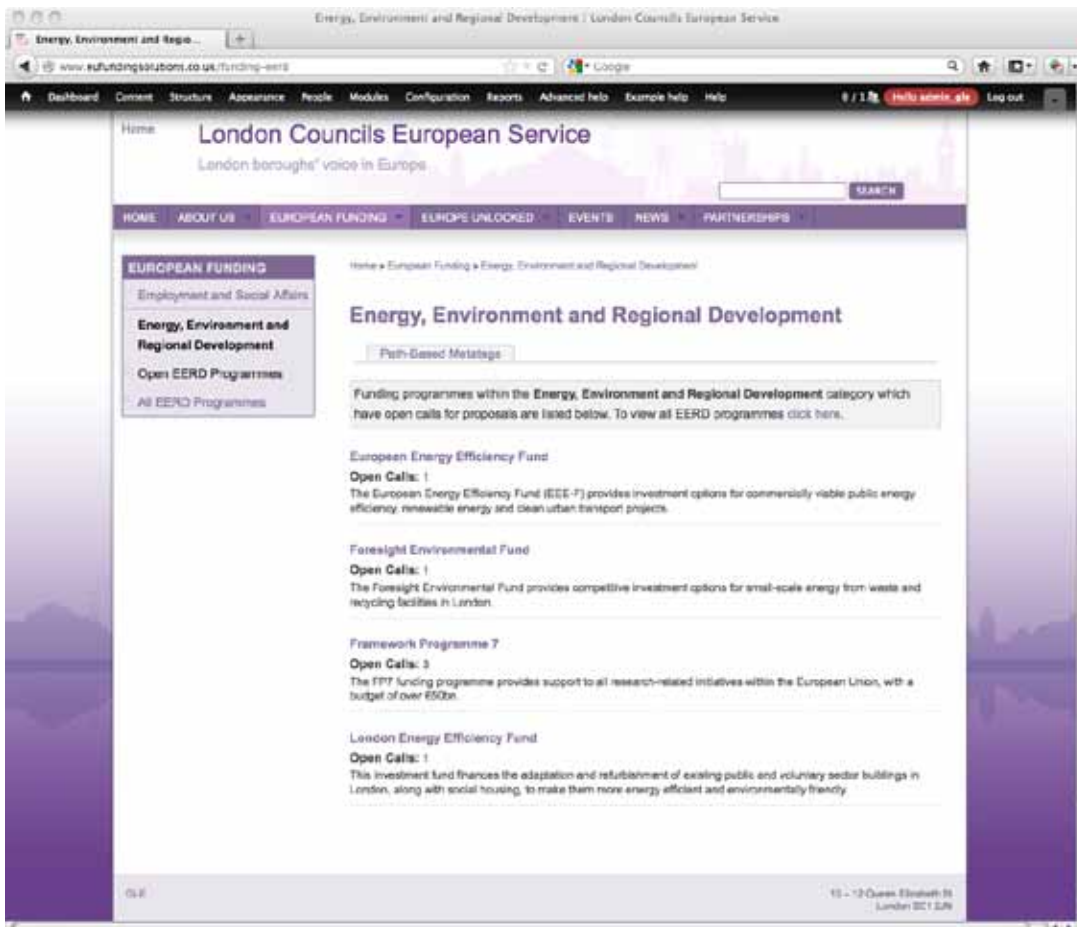 Energy, Environment and Regional Development | London Councils European Service
Energy, Environment and Regio...
www.eufundingsolutions.co.uk/funding-eerd
Google
Dashboard Content Structure Appearance People Modules Configuration Reports Advanced help Example help Help
0 / 1 Hello admin_gle Log out
Home
London Councils European Service
London boroughs' voice in Europe
SEARCH
HOME ABOUT US EUROPEAN FUNDING EUROPE UNLOCKED EVENTS NEWS PARTNERSHIPS
EUROPEAN FUNDING
Employment and Social Affairs
Energy, Environment and
Regional Development
Open EERD Programmes
All EERD Programmes
Home » European Funding » Energy, Environment and Regional Development
Energy, Environment and Regional Development
Path-Based Metatags
Funding programmes within the Energy, Environment and Regional Development category which
have open calls for proposals are listed below. To view all EERD programmes click here.
European Energy Efficiency Fund
Open Calls: 1
The European Energy Efficiency Fund (EEE-F) provides investment options for commercially viable public energy
efficiency, renewable energy and clean urban transport projects.
Foresight Environmental Fund
Open Calls: 1
The Foresight Environmental Fund provides competitive investment options for small-scale energy from waste and
recycling facilities in London.
Framework Programme 7
Open Calls: 3
The FP7 funding programme provides support to all research-related initiatives within the European Union, with a
budget of over €50bn.
London Energy Efficiency Fund
Open Calls: 1
This investment fund finances the adaptation and refurbishment of existing public and voluntary sector buildings in
London, along with social housing, to make them more energy efficient and environmentally friendly.
GLE
Queen Elizabeth St
London SE1